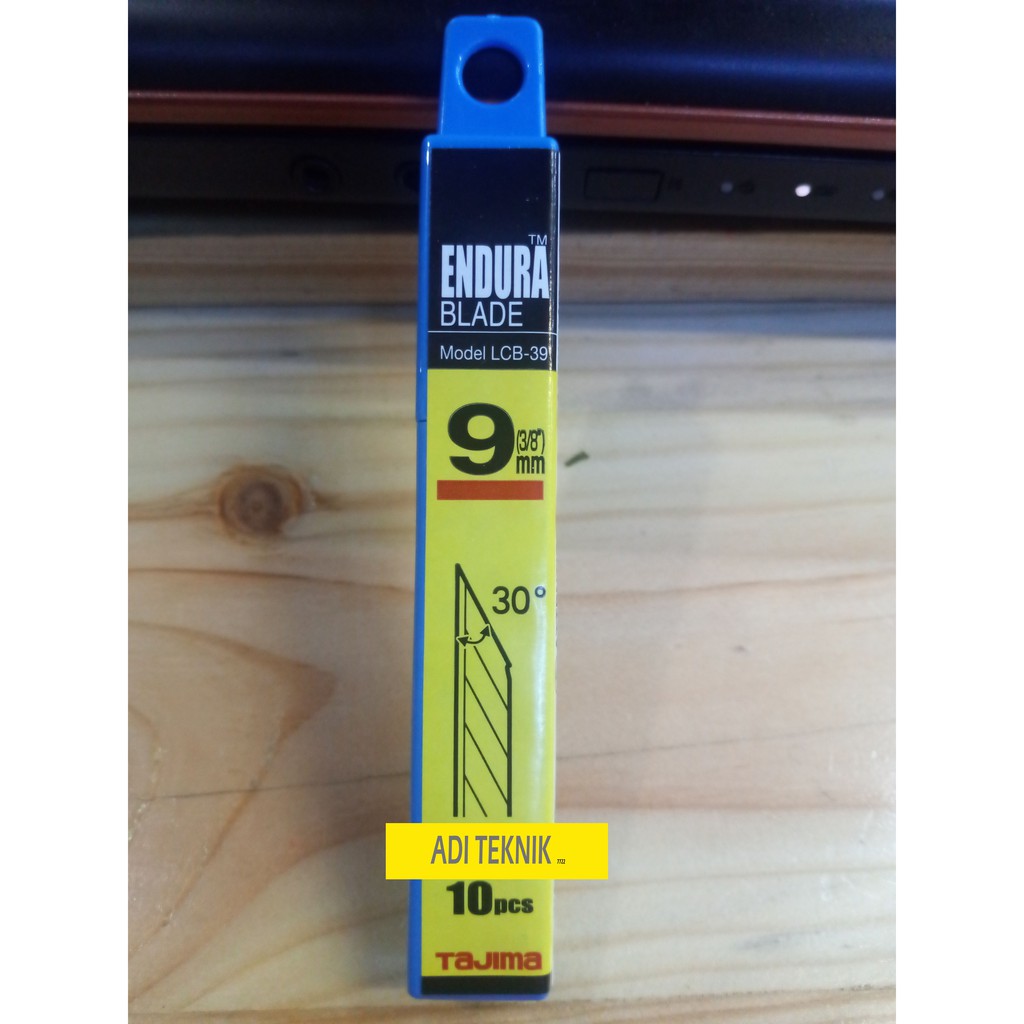 ENDURA™
BLADE
Model LCB-39
9 (3/8")
mm
30°
ADI TEKNIK
10pcs
TAJIMA